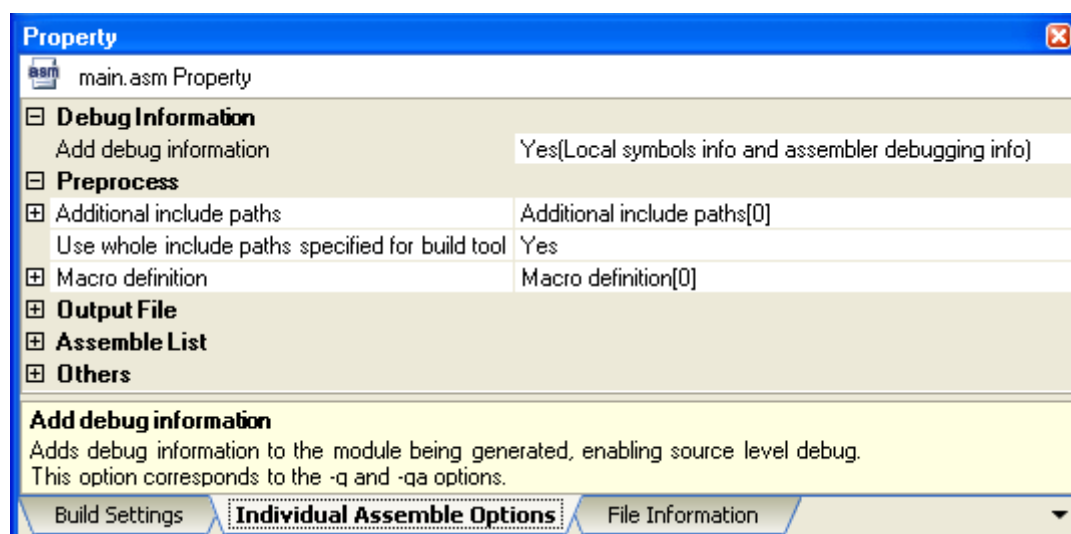 Property
asm main.asm Property
Debug Information
Add debug information Yes(Local symbols info and assembler debugging info)
Preprocess
Additional include paths Additional include paths[0]
Use whole include paths specified for build tool Yes
Macro definition Macro definition[0]
Output File
Assemble List
Others
Add debug information
Adds debug information to the module being generated, enabling source level debug.
This option corresponds to the -g and -ga options.
Build Settings Individual Assemble Options File Information